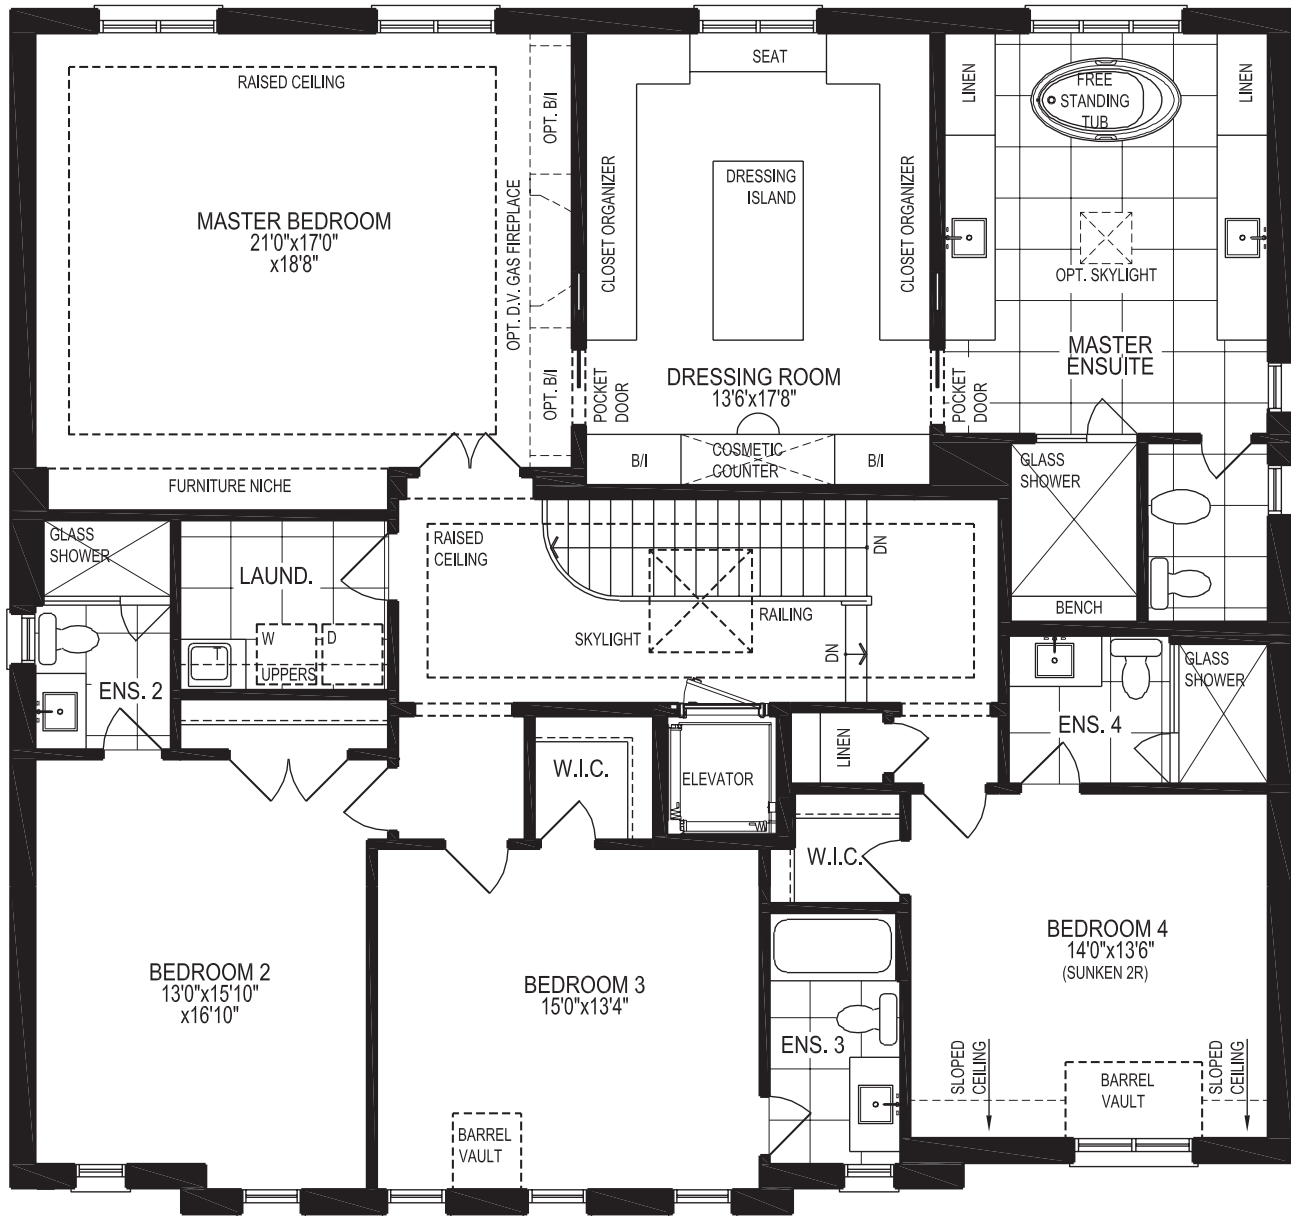 RAISED CEILING
MASTER BEDROOM
21'0"x17'0"
x18'8"
OPT. B/I
OPT. D.V. GAS FIREPLACE
OPT. B/I
FURNITURE NICHE
SEAT
CLOSET ORGANIZER
DRESSING
ISLAND
CLOSET ORGANIZER
POCKET
DOOR
DRESSING ROOM
13'6'x17'8"
B/I
COSMETIC
COUNTER
B/I
LINEN
FREE
STANDING
TUB
LINEN
OPT. SKYLIGHT
MASTER
ENSUITE
POCKET
DOOR
GLASS
SHOWER
BENCH
GLASS
SHOWER
LAUND.
W
D
UPPERS
T
ENS. 2
RAISED
CEILING
DN
SKYLIGHT
RAILING
DN
W.I.C.
ELEVATOR
LINEN
W.I.C.
ENS. 4
GLASS
SHOWER
BEDROOM 2
13'0"x15'10"
x16'10"
BEDROOM 3
15'0"x13'4"
BARREL
VAULT
ENS. 3
BEDROOM 4
14'0"x13'6"
(SUNKEN 2R)
SLOPED
CEILING
BARREL
VAULT
SLOPED
CEILING